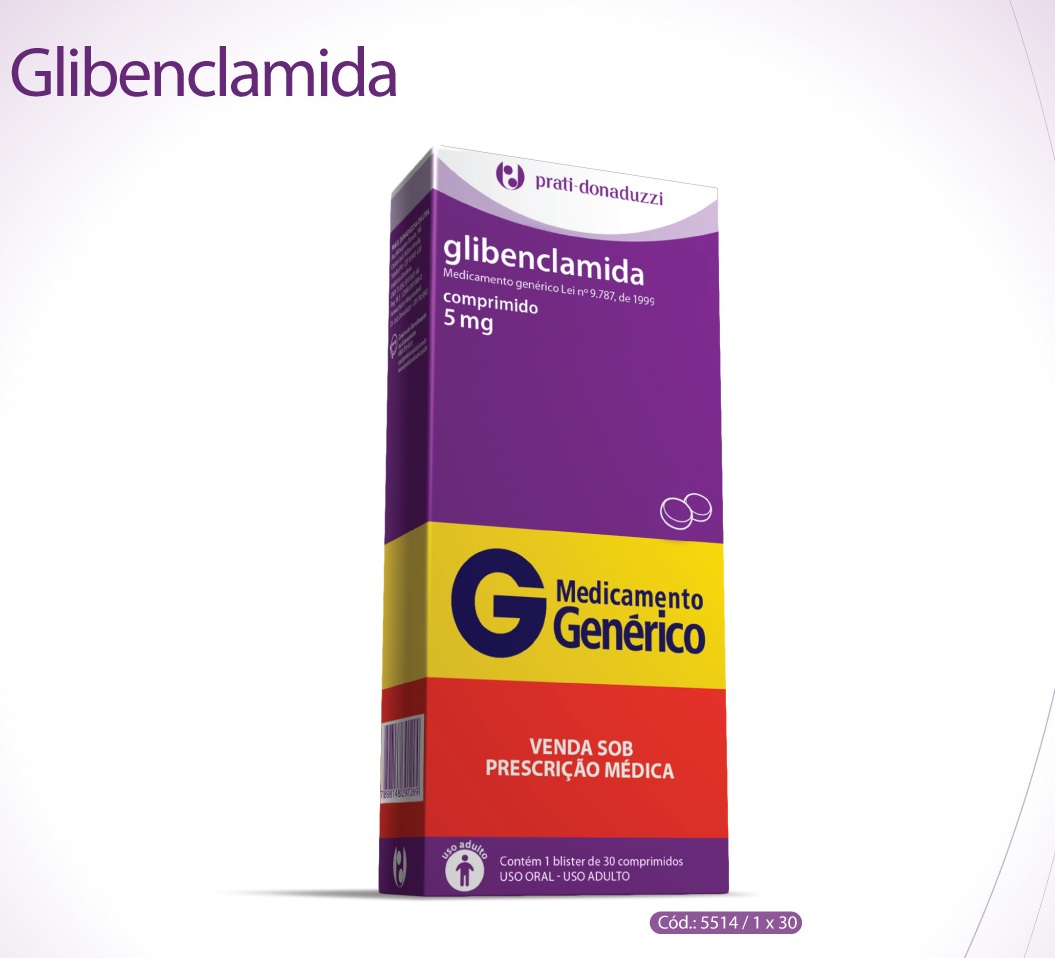 Glibenclamida
prati-donaduzzi
glibenclamida
Medicamento genérico Lei nº 9.787, de 1999
comprimido
5 mg
G
Medicamento
Genérico
VENDA SOB
PRESCRIÇÃO MÉDICA
uso adulto
Contém 1 blister de 30 comprimidos
USO ORAL - USO ADULTO
Cód.: 5514 / 1 x 30